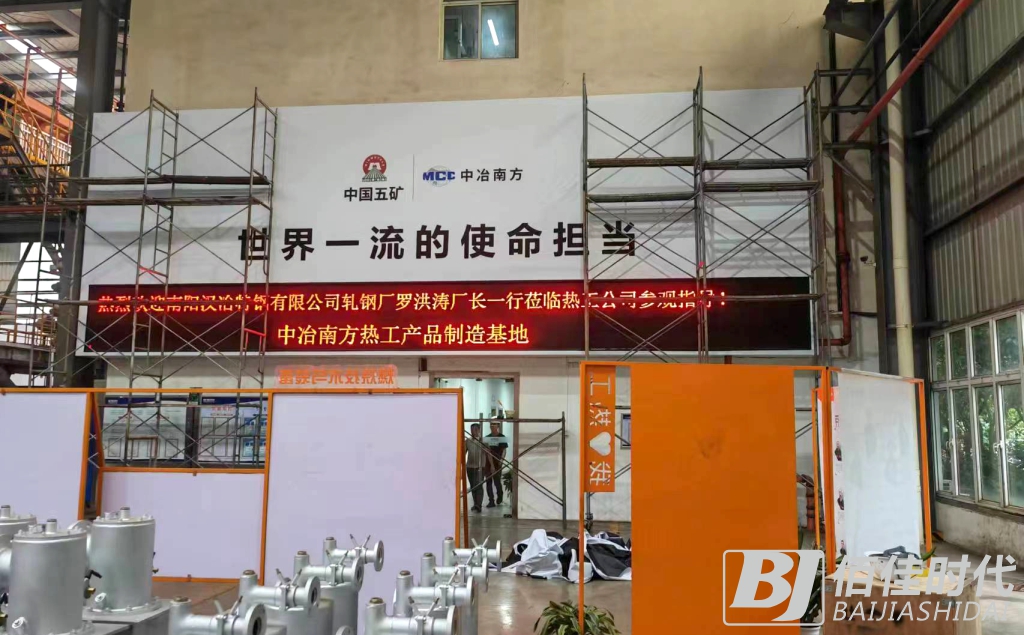 中国五矿
MCC 中冶南方
世界一流的使命担当
热烈欢迎南阳汉冶特钢有限公司轧钢厂罗洪涛厂长一行莅临热工公司参观指导！
中冶南方热工产品制造基地
工热
BJ 佰佳时代
BAIJIASHIDAI